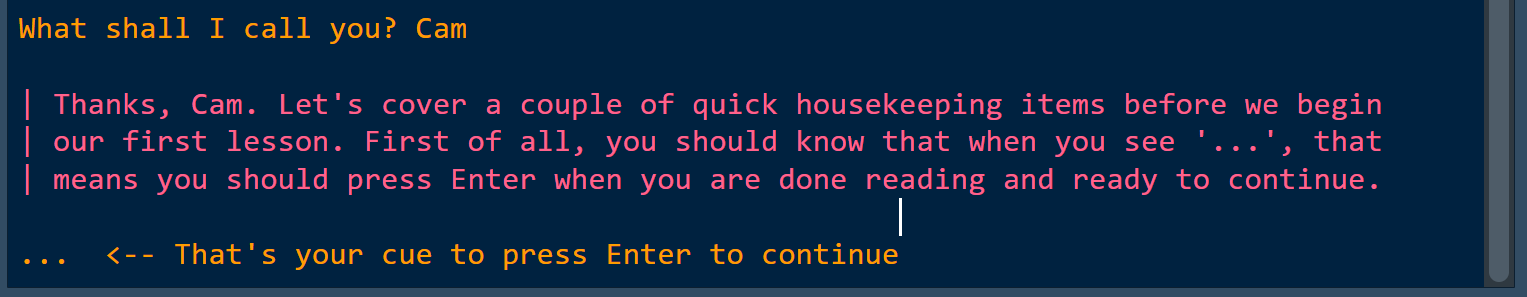 What shall I call you? Cam
| Thanks, Cam. Let's cover a couple of quick housekeeping items before we begin
| our first lesson. First of all, you should know that when you see '...', that
| means you should press Enter when you are done reading and ready to continue.
...  <-- That's your cue to press Enter to continue